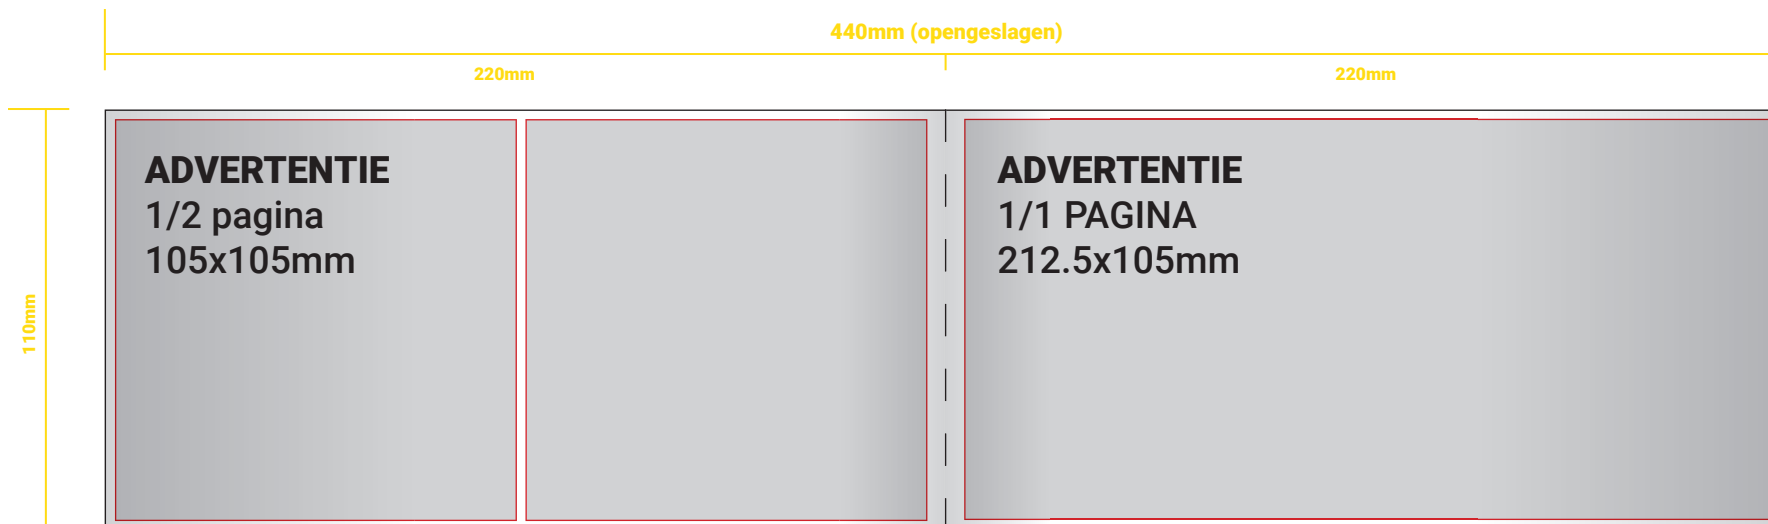 440mm (opengeslagen)
220mm
220mm
110mm
ADVERTENTIE
1/2 pagina
105x105mm
ADVERTENTIE
1/1 PAGINA
212.5x105mm